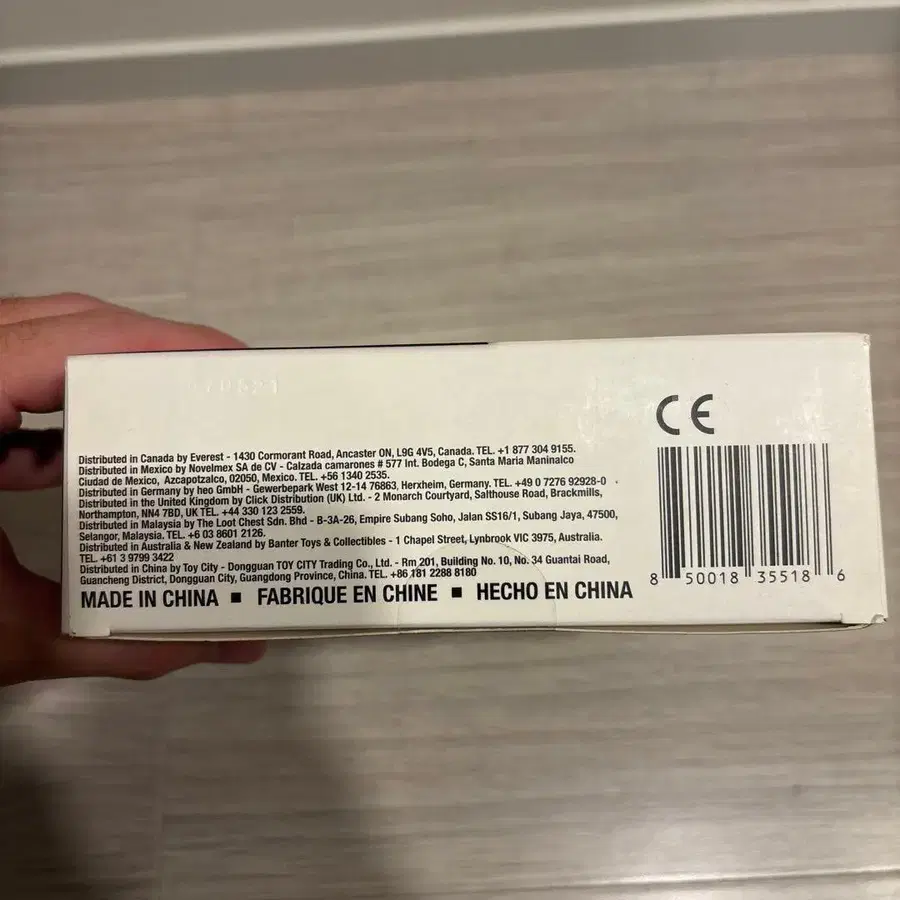 Distributed in Canada by Everest - 1430 Cormorant Road, Ancaster ON, L9G 4V5, Canada. TEL. +1 877 304 9155.
Distributed in Mexico by Novelmex SA de CV - Calzada camarones # 577 Int. Bodega C, Santa Maria Maninalco
Ciudad de Mexico, Azcapotzalco, 02050, Mexico. TEL. +56 1340 2535.
Distributed in Germany by heo GmbH - Gewerbepark West 12-14 76863, Herxheim, Germany. TEL. +49 0 7276 92928-0
Distributed in the United Kingdom by Click Distribution (UK) Ltd. - 2 Monarch Courtyard, Salthouse Road, Brackmills,
Northampton, NN4 7BD, UK TEL. +44 330 123 2559.
Distributed in Malaysia by The Loot Chest Sdn. Bhd - B-3A-26, Empire Subang Soho, Jalan SS16/1, Subang Jaya, 47500,
Selangor, Malaysia. TEL. +6 03 8601 2126.
Distributed in Australia & New Zealand by Banter Toys & Collectibles - 1 Chapel Street, Lynbrook VIC 3975, Australia.
TEL. +61 3 9799 3422
Distributed in China by Toy City - Dongguan TOY CITY Trading Co., Ltd. - Rm 201, Building No. 10, No. 34 Guantai Road,
Guancheng District, Dongguan City, Guangdong Province, China. TEL. +86 181 2288 8180
MADE IN CHINA ■ FABRIQUE EN CHINE ■ HECHO EN CHINA
CE
8 50018 35518 6